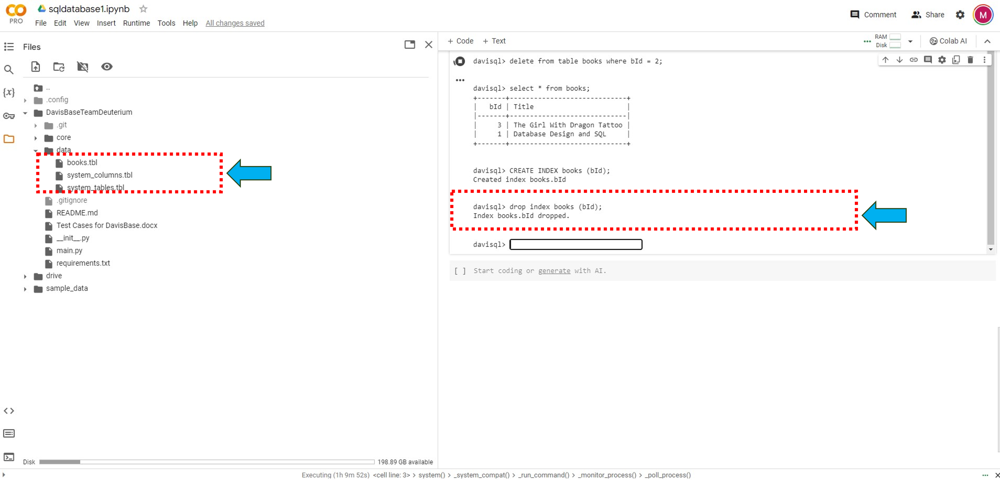 sqldatabase1.ipynb
PRO
File Edit View Insert Runtime Tools Help All changes saved
Comment Share M
Files
+ Code + Text
RAM
Disk
Colab AI
{x}
..
.config
DavisBaseTeamDeuterium
.git
core
data
books.tbl
system_columns.tbl
system_tables.tbl
.gitignore
README.md
Test Cases for DavisBase.docx
__init__.py
main.py
requirements.txt
drive
sample_data
Disk 198.89 GB available
davisql> delete from table books where bId = 2;
davisql> select * from books;
+-------+-----------------------------+
|   bId | Title                       |
|-------+-----------------------------|
|     3 | The Girl With Dragon Tattoo |
|     1 | Database Design and SQL     |
+-------+-----------------------------+
davisql> CREATE INDEX books (bId);
Created index books.bId
davisql> drop index books (bId);
Index books.bId dropped.
davisql>
[ ] Start coding or generate with AI.
Executing (1h 9m 52s) <cell line: 3> > system() > _system_compat() > _run_command() > _monitor_process() > _poll_process()